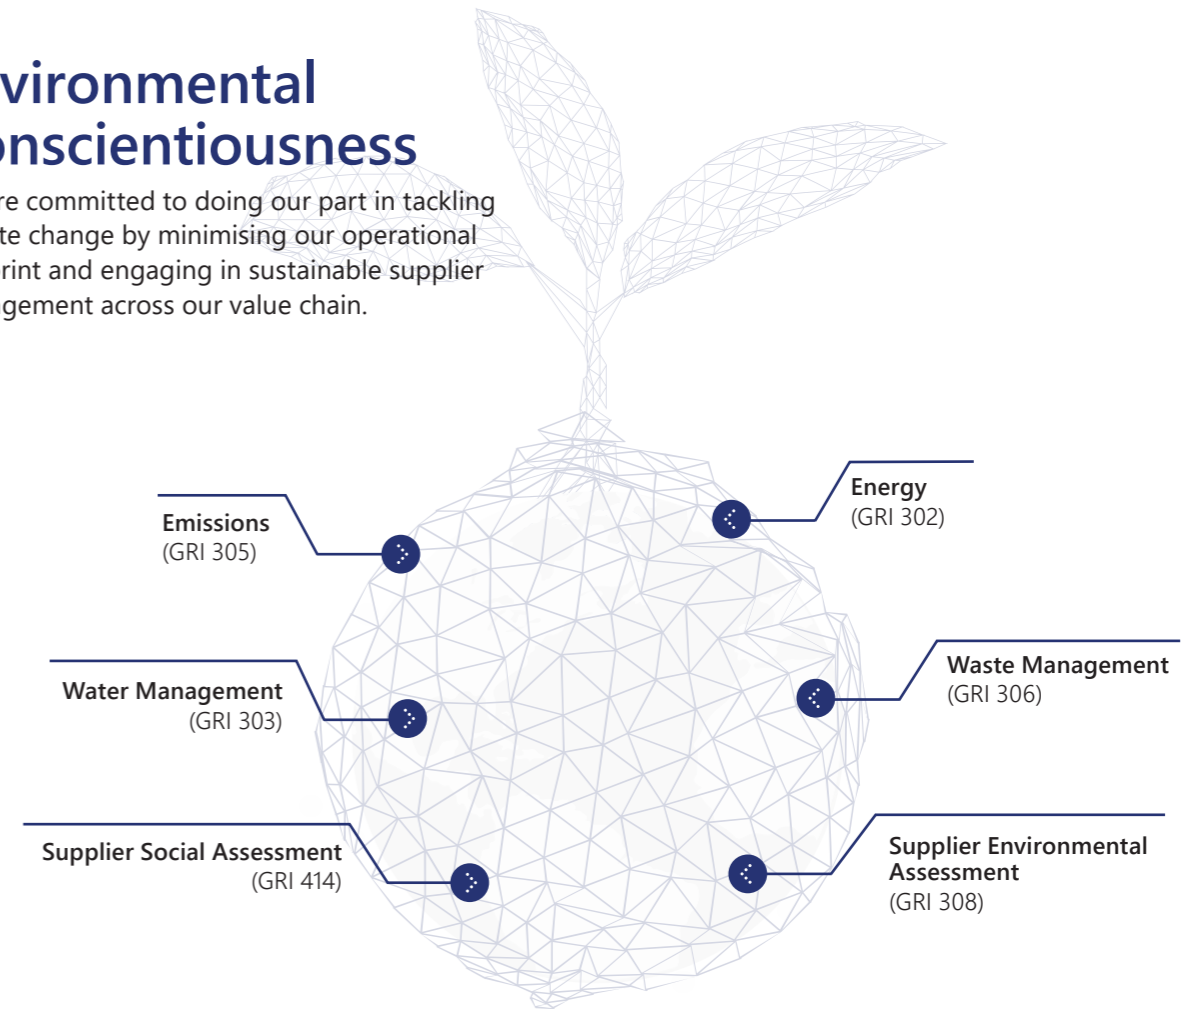 vironmental
onscientiousness
re committed to doing our part in tackling
te change by minimising our operational
print and engaging in sustainable supplier
gement across our value chain.
Energy
(GRI 302)
Emissions
(GRI 305)
Waste Management
(GRI 306)
Water Management
(GRI 303)
Supplier Environmental
Assessment
(GRI 308)
Supplier Social Assessment
(GRI 414)